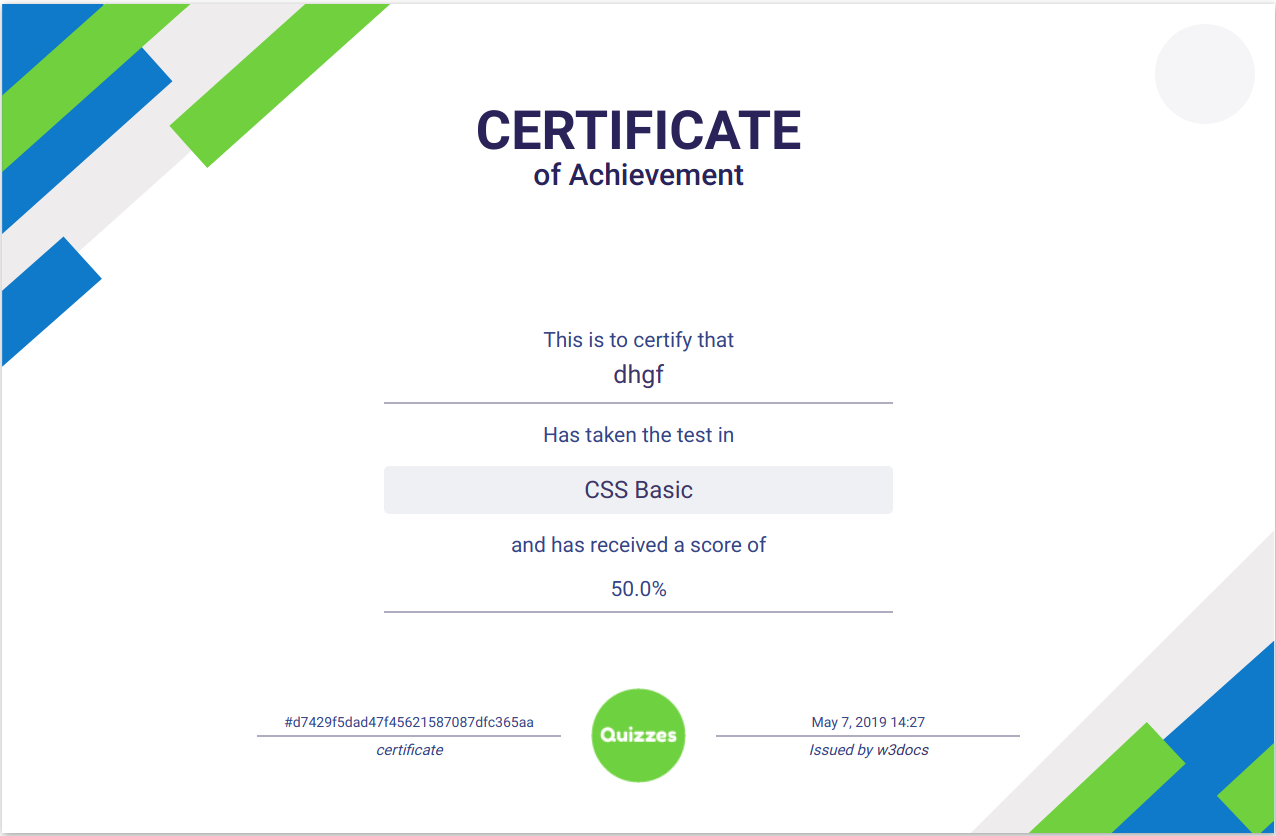 CERTIFICATE
of Achievement
This is to certify that
dhgf
Has taken the test in
CSS Basic
and has received a score of
50.0%
#d7429f5dad47f45621587087dfc365aa
certificate
Quizzes
May 7, 2019 14:27
Issued by w3docs